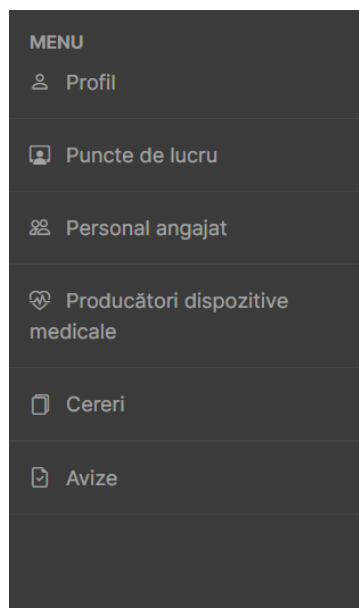 MENU
Profil
Puncte de lucru
Personal angajat
Producători dispozitive
medicale
Cereri
Avize